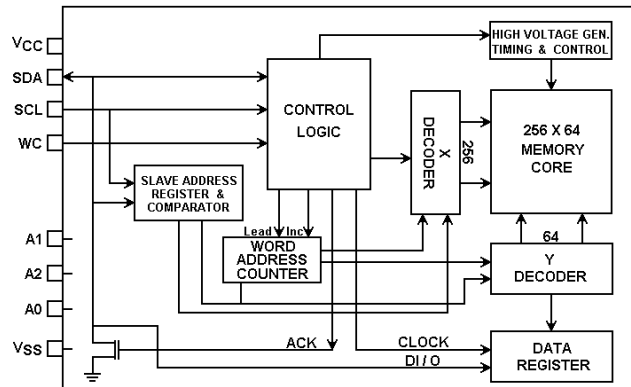 VCC
SDA
SCL
WC
A1
A2
A0
VSS
HIGH VOLTAGE GEN.
TIMING & CONTROL
CONTROL
LOGIC
X
DECODER
256
256 X 64
MEMORY
CORE
SLAVE ADDRESS
REGISTER &
COMPARATOR
Lead Inc
WORD
ADDRESS
COUNTER
64
Y
DECODER
ACK
CLOCK
DI / O
DATA
REGISTER